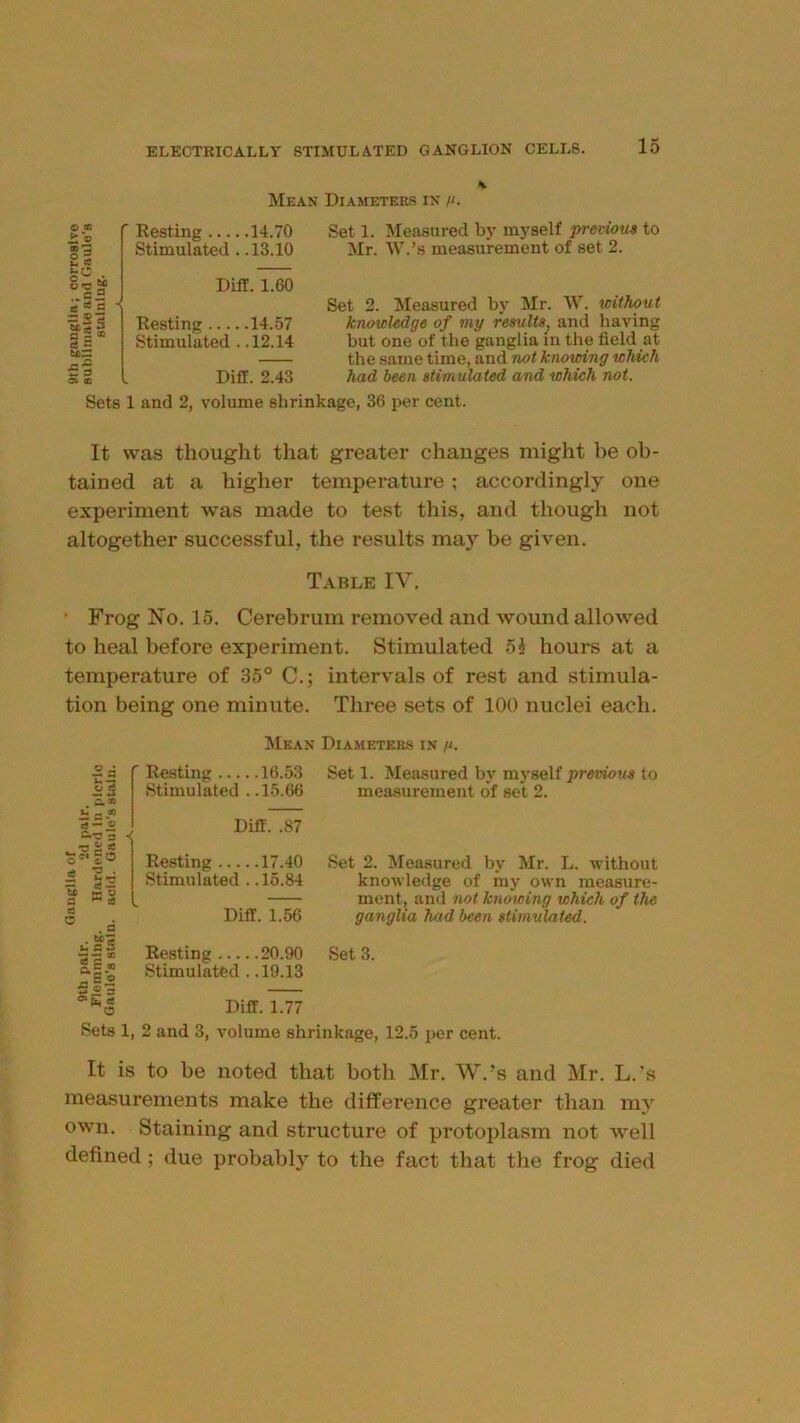 ELECTRICALLY STIMULATED GANGLION CELLS. 15
Mean Diameters in μ.
9th ganglia; corrosive
sublimate and Gaule's
staining.
Resting .....14.70
Stimulated ..13.10
Diff. 1.60
Resting .....14.57
Stimulated ..12.14
Diff. 2.43
Set 1. Measured by myself previous to
Mr. W.'s measurement of set 2.
Set 2. Measured by Mr. W. without
knowledge of my results, and having
but one of the ganglia in the field at
the same time, and not knowing which
had been stimulated and which not.
Sets 1 and 2, volume shrinkage, 36 per cent.
It was thought that greater changes might be ob-
tained at a higher temperature; accordingly one
experiment was made to test this, and though not
altogether successful, the results may be given.
Table IV.
Frog No. 15. Cerebrum removed and wound allowed
to heal before experiment. Stimulated 5½ hours at a
temperature of 35° C.; intervals of rest and stimula-
tion being one minute. Three sets of 100 nuclei each.
Mean Diameters in μ.
Ganglia of
2d pair.
Hardened in picric
acid. Gaule's stain.
Resting .....16.53
Stimulated ..15.66
Diff. .87
Resting .....17.40
Stimulated ..15.84
Diff. 1.56
Set 1. Measured by myself previous to
measurement of set 2.
Set 2. Measured by Mr. L. without
knowledge of my own measure-
ment, and not knowing which of the
ganglia had been stimulated.
9th pair.
Flemming.
Gaule's stain.
Resting .....20.90
Stimulated ..19.13
Diff. 1.77
Set 3.
Sets 1, 2 and 3, volume shrinkage, 12.5 per cent.
It is to be noted that both Mr. W.'s and Mr. L.'s
measurements make the difference greater than my
own. Staining and structure of protoplasm not well
defined; due probably to the fact that the frog died